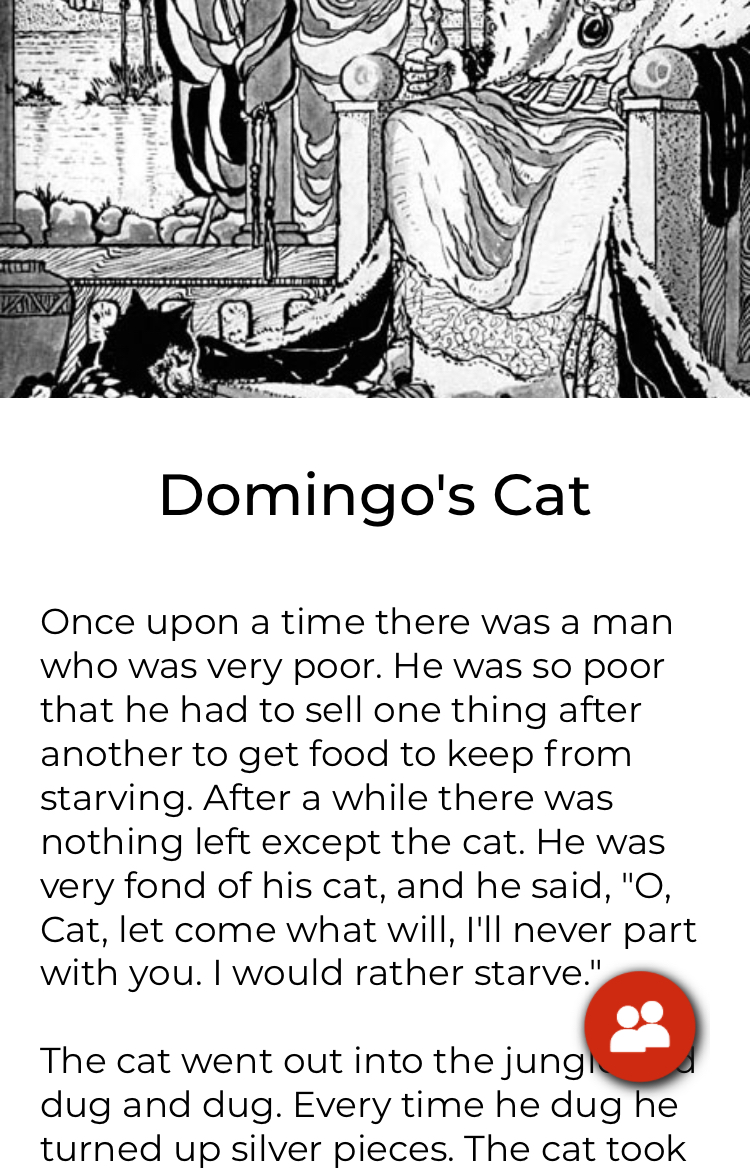 Domingo's Cat
Once upon a time there was a man
who was very poor. He was so poor
that he had to sell one thing after
another to get food to keep from
starving. After a while there was
nothing left except the cat. He was
very fond of his cat, and he said, "O,
Cat, let come what will, I'll never part
with you. I would rather starve."
The cat went out into the
dug and dug. Every time he dug he
turned up silver pieces. The cat took